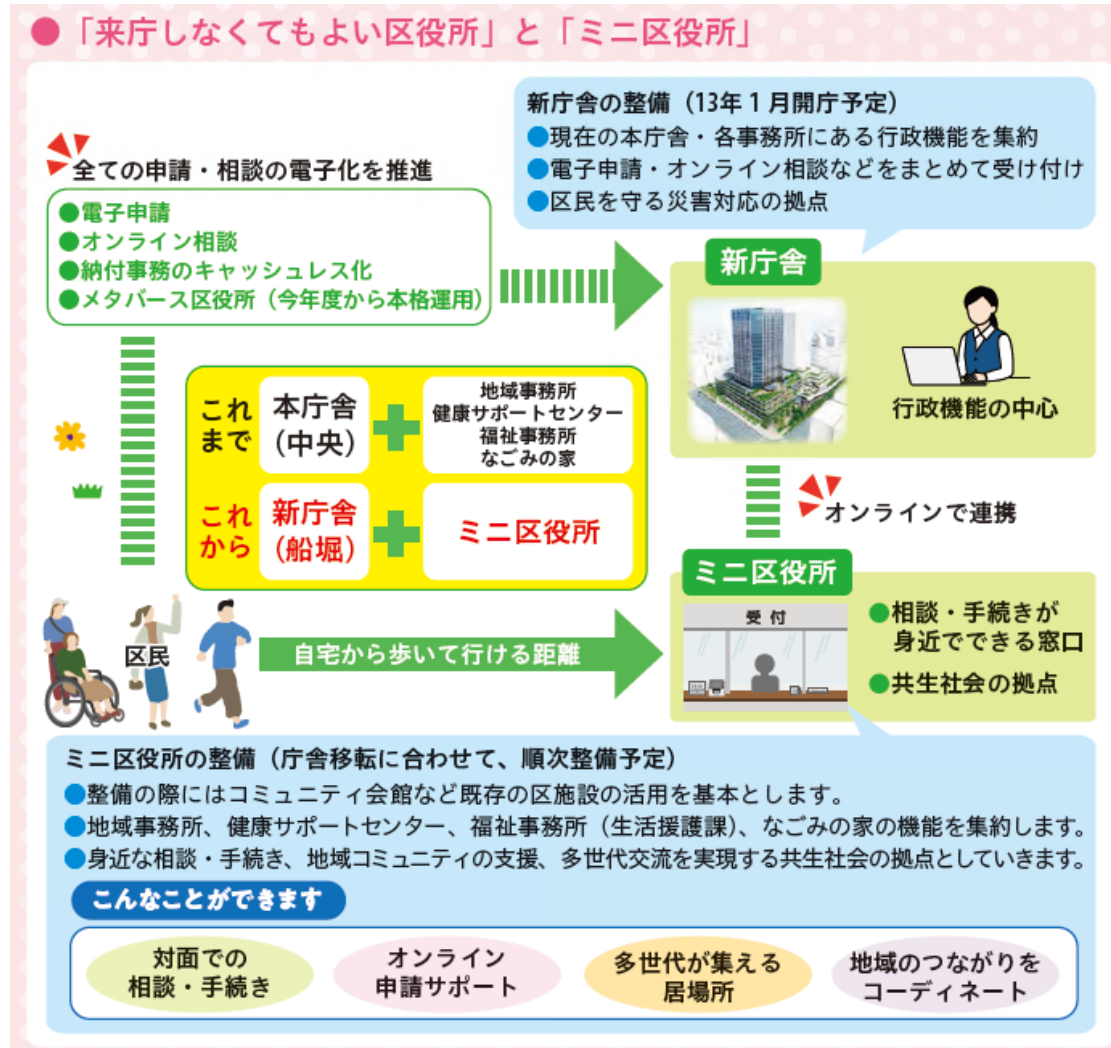 ●「来庁しなくてもよい区役所」と「ミニ区役所」
新庁舎の整備（13年1月開庁予定）
●現在の本庁舎・各事務所にある行政機能を集約
●電子申請・オンライン相談などをまとめて受け付け
●区民を守る災害対応の拠点
全ての申請・相談の電子化を推進
●電子申請
●オンライン相談
●納付事務のキャッシュレス化
●メタバース区役所（今年度から本格運用）
新庁舎
行政機能の中心
これ
まで
本庁舎
（中央）
地域事務所
健康サポートセンター
福祉事務所
なごみの家
これ
から
新庁舎
（船堀）
ミニ区役所
オンラインで連携
ミニ区役所
受付
●相談・手続きが
身近でできる窓口
●共生社会の拠点
区民
自宅から歩いて行ける距離
ミニ区役所の整備（庁舎移転に合わせて、順次整備予定）
●整備の際にはコミュニティ会館など既存の区施設の活用を基本とします。
●地域事務所、健康サポートセンター、福祉事務所（生活援護課）、なごみの家の機能を集約します。
●身近な相談・手続き、地域コミュニティの支援、多世代交流を実現する共生社会の拠点としていきます。
こんなことができます
対面での
相談・手続き
オンライン
申請サポート
多世代が集える
居場所
地域のつながりを
コーディネート